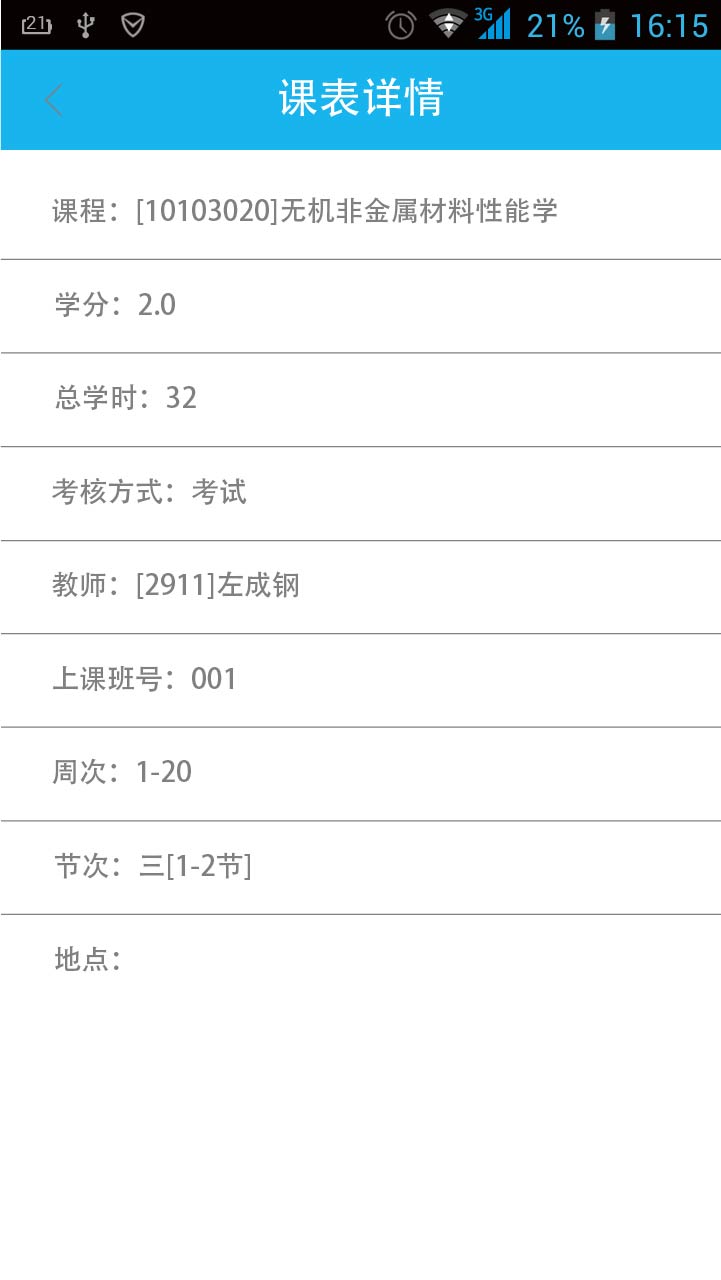 21 3G 21% 16:15
课表详情
课程：[10103020]无机非金属材料性能学
学分：2.0
总学时：32
考核方式：考试
教师：[2911]左成钢
上课班号：001
周次：1-20
节次：三[1-2节]
地点：